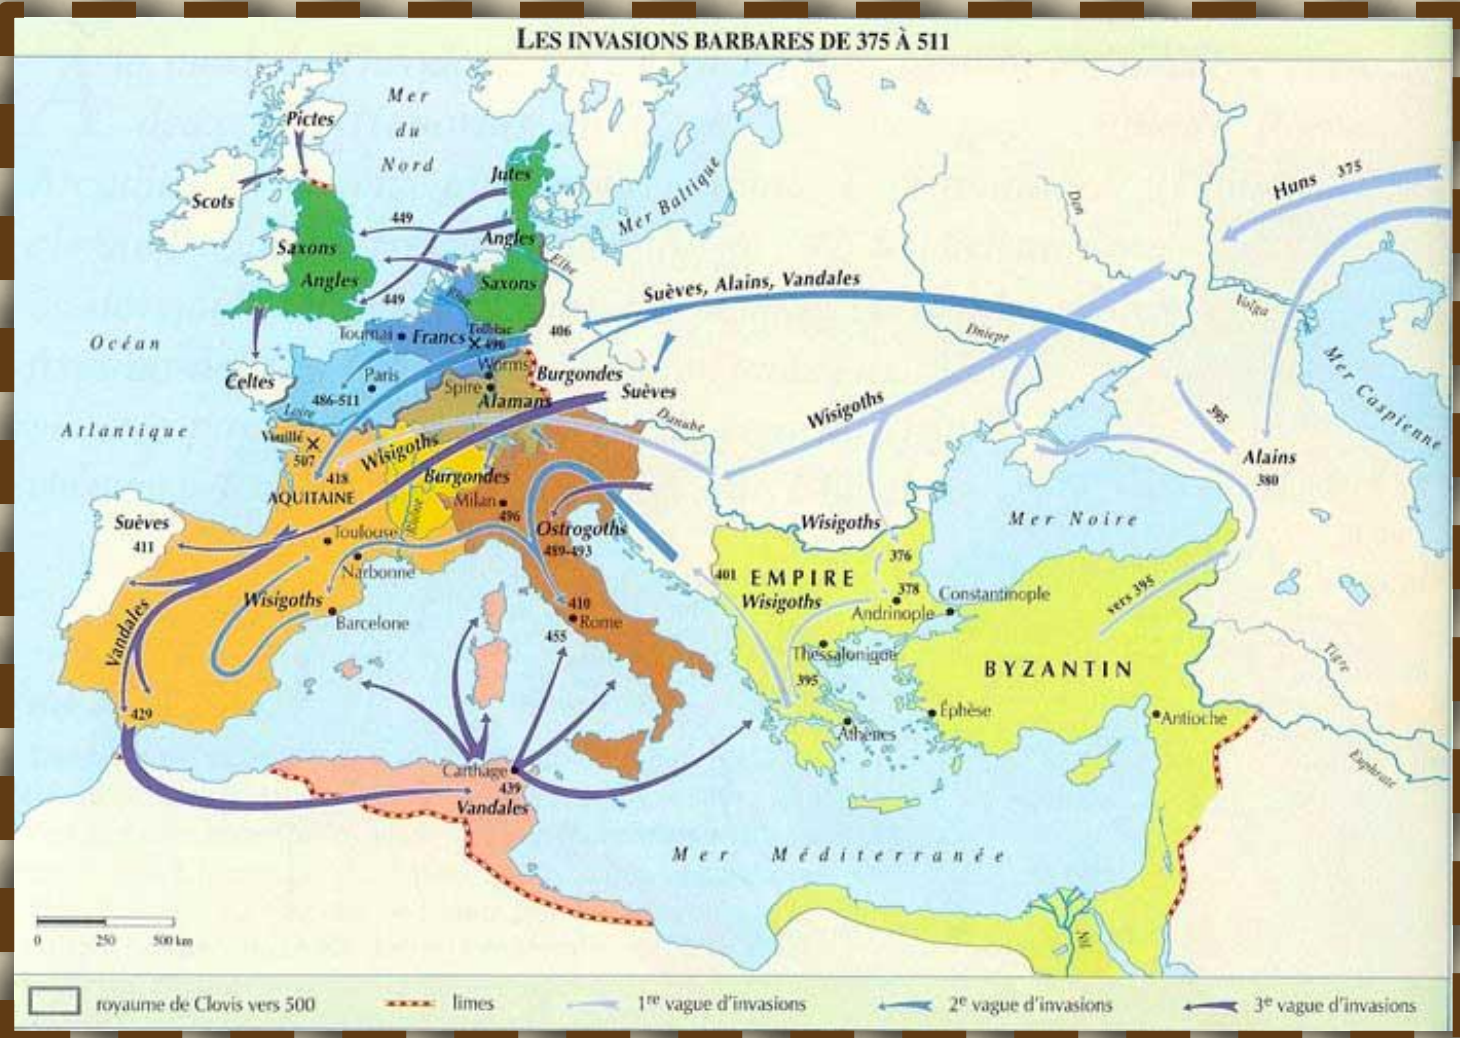 LES INVASIONS BARBARES DE 375 À 511
Mer
du
Nord
Pictes
Scots
Jutes
Mer Baltique
Huns 375
Don
Saxons
449
Angles
Angles
Elbe
Saxons
449
Rhin
Suèves, Alains, Vandales
Volga
Océan
Tournai
Francs
Tolbiac
496
406
Dniepr
Mer Caspienne
Celtes
Paris
Worms
Spire
Burgondes
Suèves
486-511
Alamans
Wisigoths
395
Loire
Danube
Atlantique
Vouillé
507
Wisigoths
Alains
380
418
Burgondes
AQUITAINE
Milan
496
Rhône
Suèves
411
Toulouse
Ostrogoths
489-493
Wisigoths
Mer Noire
Narbonne
376
401
EMPIRE
Wisigoths
378
Constantinople
vers 395
Wisigoths
Andrinople
Vandales
Barcelone
410
Rome
455
Thessalonique
BYZANTIN
Tigre
395
429
Éphèse
Antioche
Athènes
Euphrate
Carthage
439
Vandales
Mer Méditerranée
Nil
0 250 500 km
royaume de Clovis vers 500
limes
1re vague d'invasions
2e vague d'invasions
3e vague d'invasions